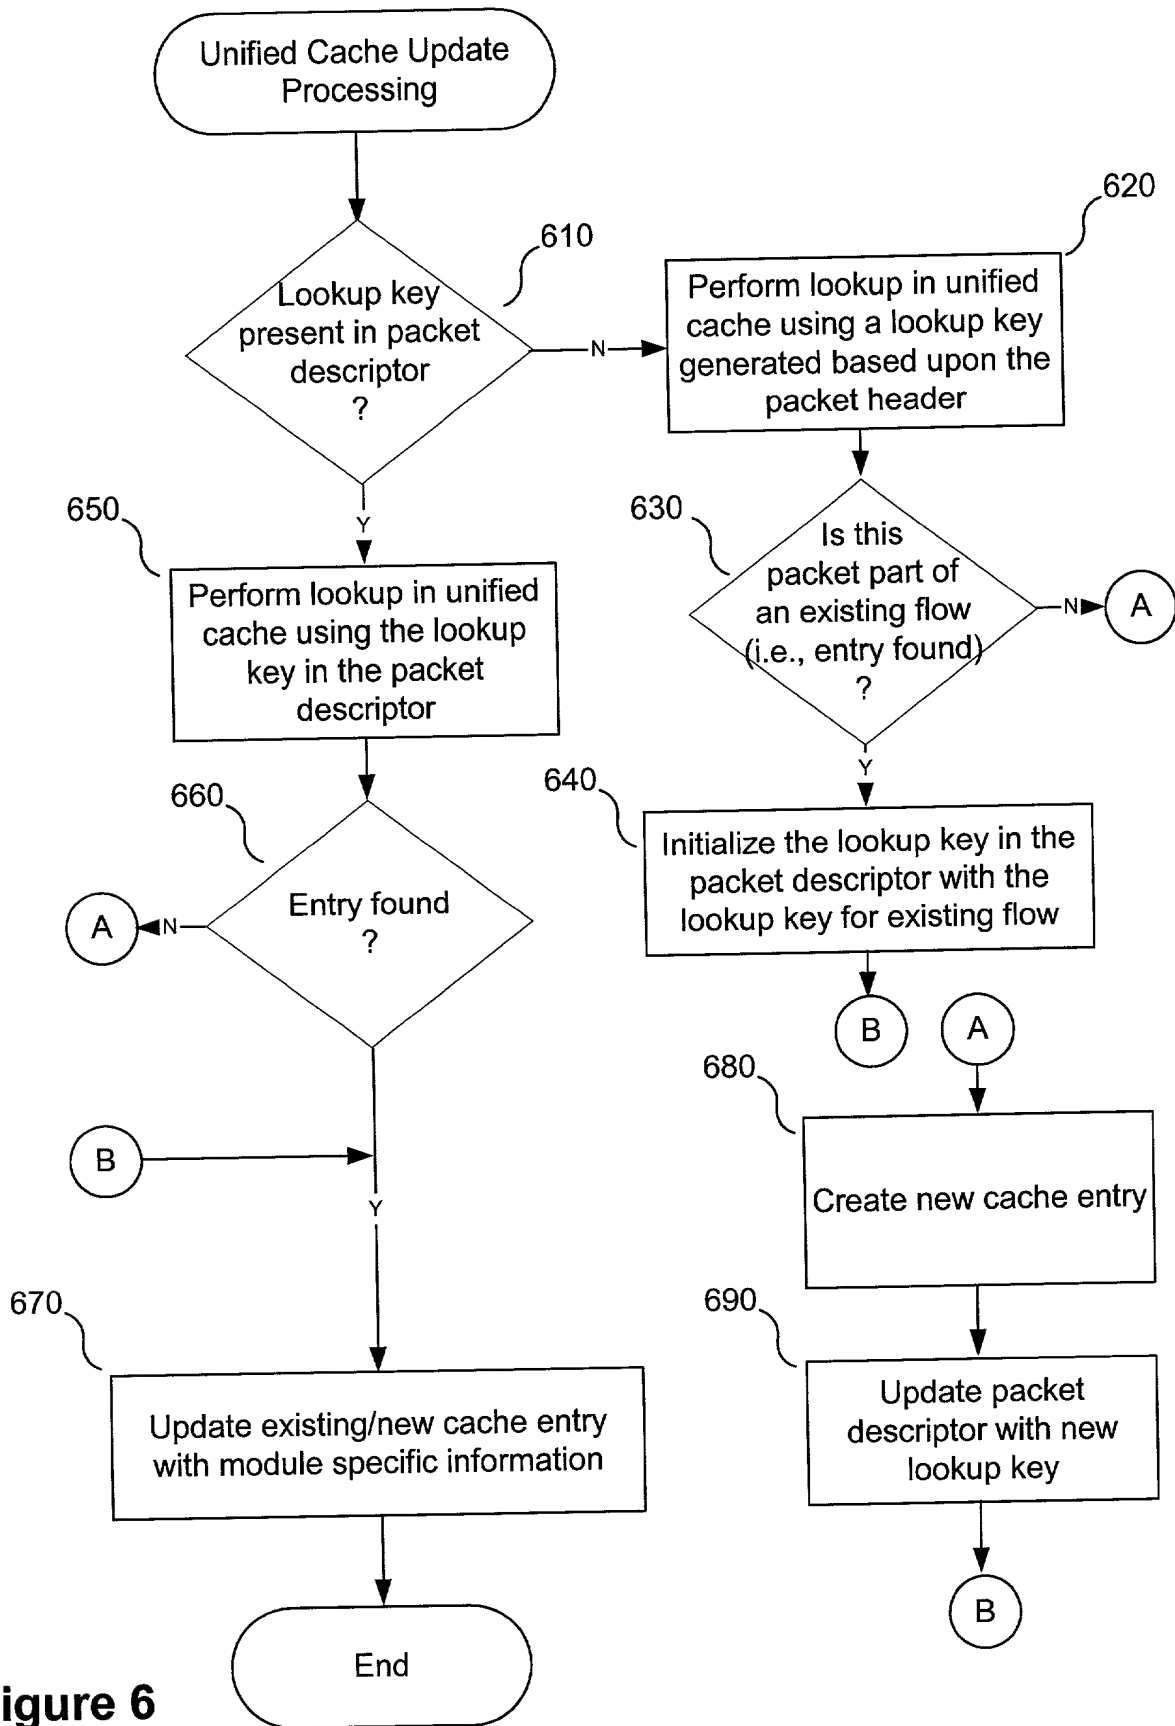 Unified Cache Update
Processing
610
Lookup key
present in packet
descriptor
?
N
620
Perform lookup in unified
cache using a lookup key
generated based upon the
packet header
Y
650
Perform lookup in unified
cache using the lookup
key in the packet
descriptor
630
Is this
packet part of
an existing flow
(i.e., entry found)
?
N
A
Y
660
Entry found
?
N
A
640
Initialize the lookup key in the
packet descriptor with the
lookup key for existing flow
B
A
B
Y
680
Create new cache entry
670
Update existing/new cache entry
with module specific information
690
Update packet
descriptor with new
lookup key
B
End
igure 6